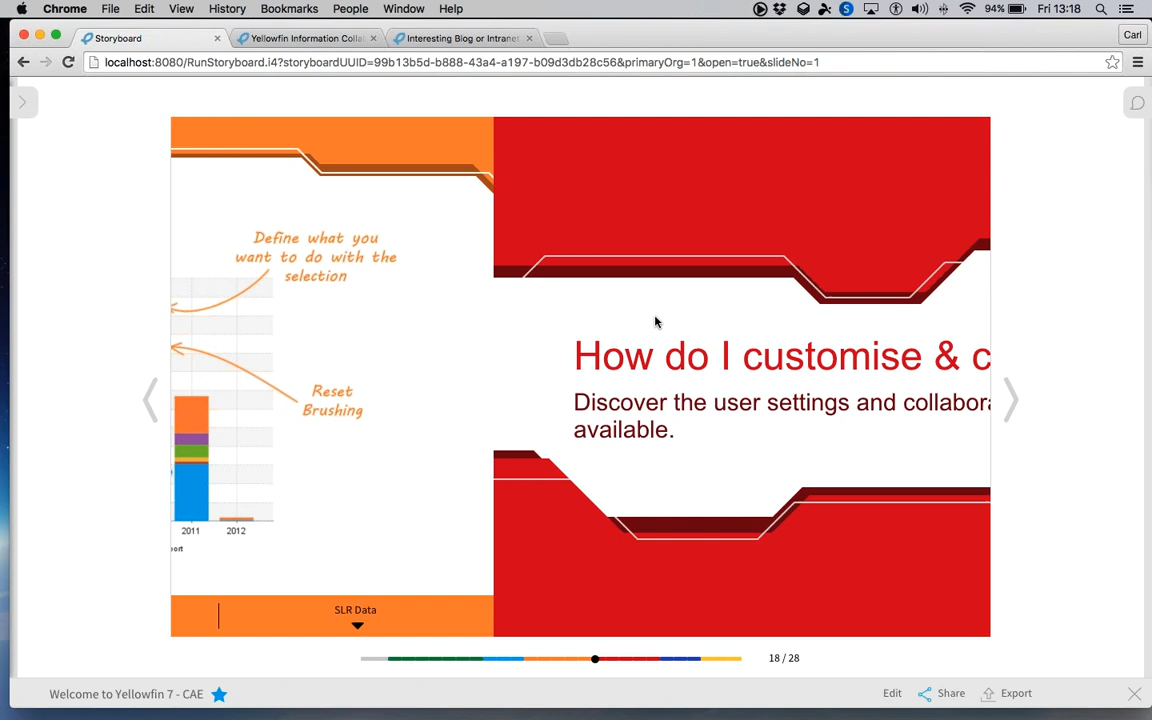 Chrome File Edit View History Bookmarks People Window Help
94% Fri 13:18
Storyboard
Yellowfin Information Colla
Interesting Blog or Intranet
Carl
localhost:8080/RunStoryboard.i4?storyboardUUID=99b13b5d-b888-43a4-a197-b09d3db28c56&primaryOrg=1&open=true&slideNo=1
Define what you
want to do with the
selection
Reset
Brushing
2011 2012
port
SLR Data
How do I customise & c
Discover the user settings and collabora
available.
18 / 28
Welcome to Yellowfin 7 - CAE
Edit Share Export